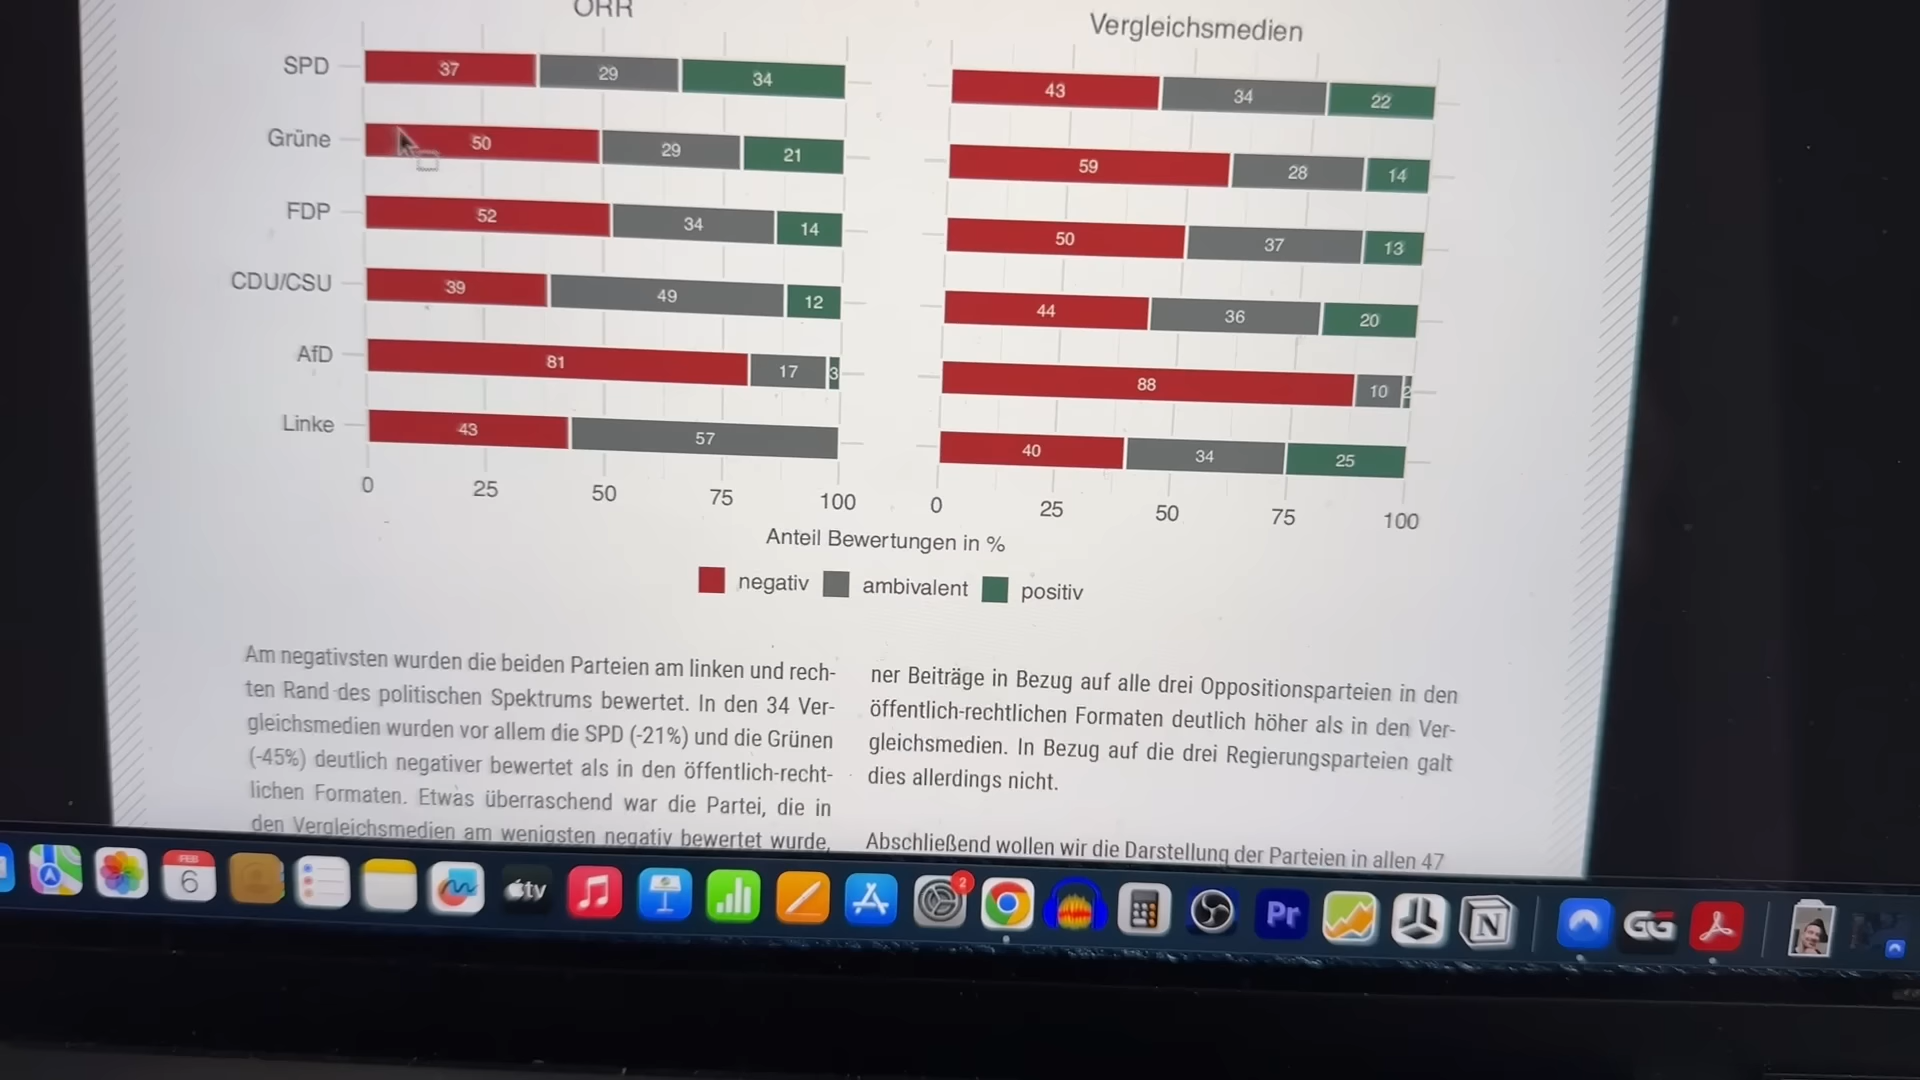 ÖRR
Vergleichsmedien
SPD
37 29 34
43 34 22
Grüne
50 29 21
59 28 14
FDP
52 34 14
50 37 13
CDU/CSU
39 49 12
44 36 20
AfD
81 17 3
88 10 2
Linke
43 57
40 34 25
0 25 50 75 100
0 25 50 75 100
Anteil Bewertungen in %
negativ ambivalent positiv
Am negativsten wurden die beiden Parteien am linken und rech-
ten Rand des politischen Spektrums bewertet. In den 34 Ver-
gleichsmedien wurden vor allem die SPD (-21%) und die Grünen
(-45%) deutlich negativer bewertet als in den öffentlich-recht-
lichen Formaten. Etwas überraschend war die Partei, die in
den Vergleichsmedien am wenigsten negativ bewertet wurde,
ner Beiträge in Bezug auf alle drei Oppositionsparteien in den
öffentlich-rechtlichen Formaten deutlich höher als in den Ver-
gleichsmedien. In Bezug auf die drei Regierungsparteien galt
dies allerdings nicht.
Abschließend wollen wir die Darstellung der Parteien in allen 47
FEB
6
tv
2
Pr
N
GG